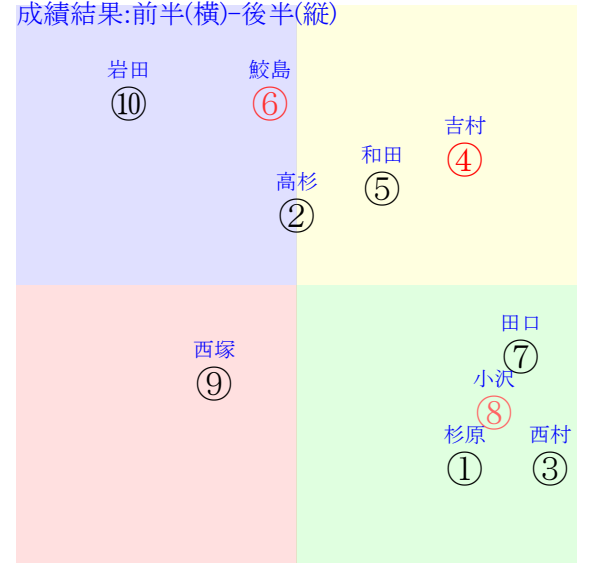 成績結果:前半(横)-後半(縦)
岩田
⑩
鮫島
⑥
吉村
④
和田
⑤
高杉
②
田口
⑦
西塚
⑨
小沢
⑧
杉原
①
西村
③